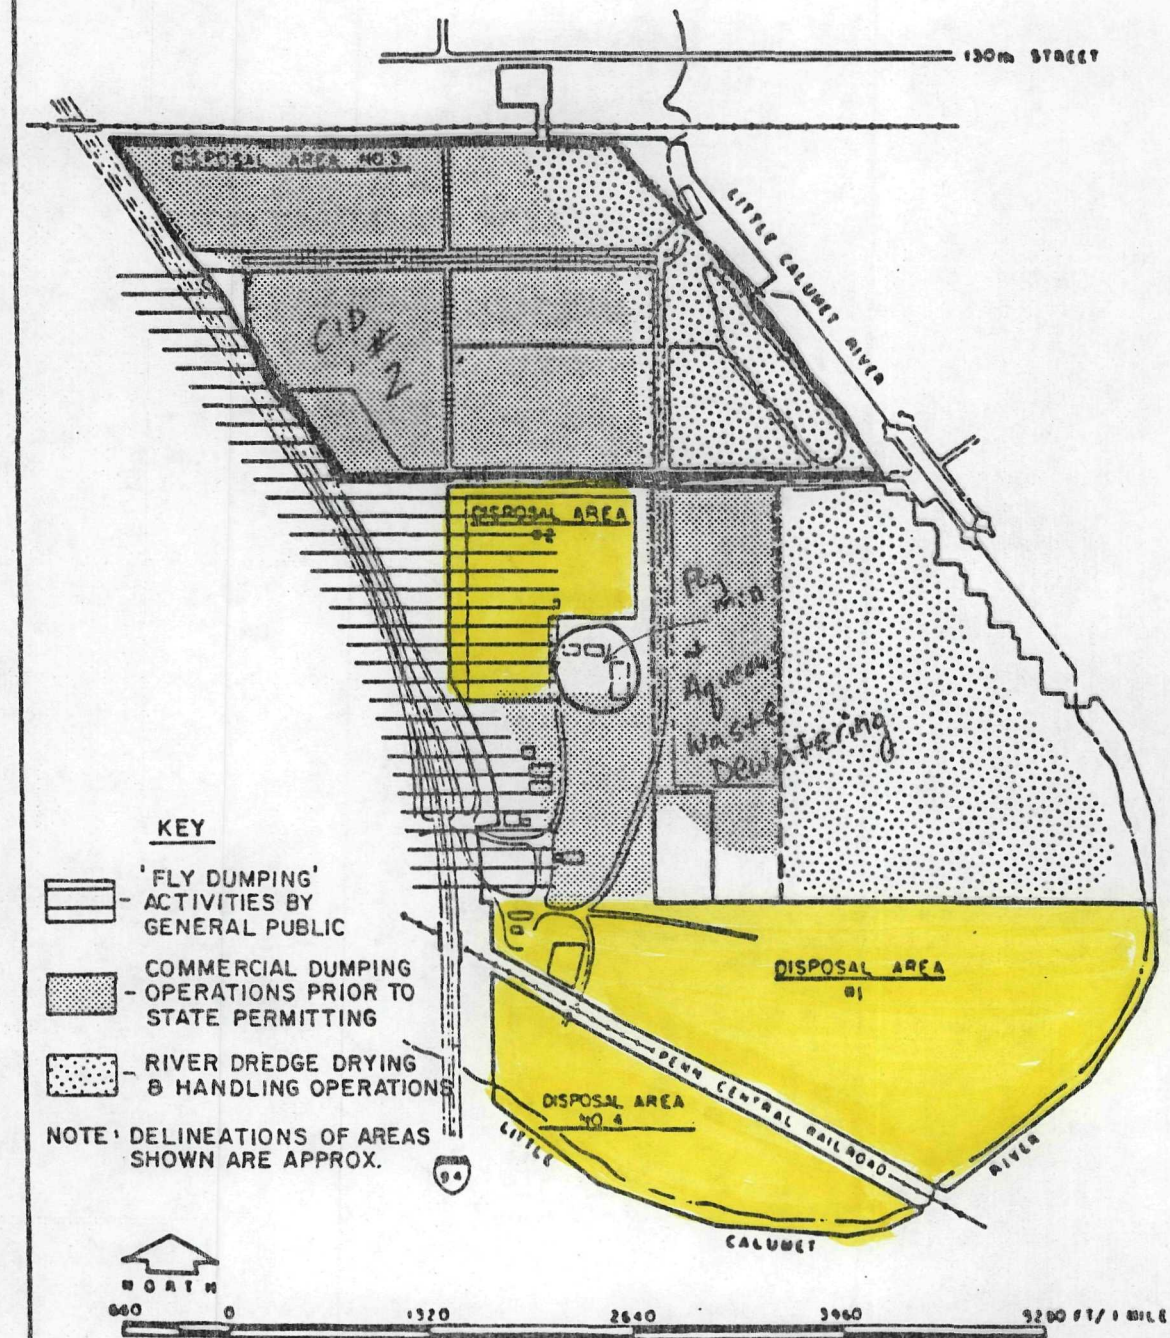 130th STREET
DISPOSAL AREA NO. 3
LITTLE CALUMET RIVER
CID
#
2
DISPOSAL AREA
#2
Waste
Dewatering
KEY
'FLY DUMPING'
ACTIVITIES BY
GENERAL PUBLIC
COMMERCIAL DUMPING
OPERATIONS PRIOR TO
STATE PERMITTING
RIVER DREDGE DRYING
& HANDLING OPERATIONS
NOTE: DELINEATIONS OF AREAS
SHOWN ARE APPROX.
DISPOSAL AREA
#1
PENN CENTRAL RAILROAD
DISPOSAL AREA
NO. 4
LITTLE
CALUMET
RIVER
94
NORTH
660 0 1320 2640 3960 5280 FT/1 MILE